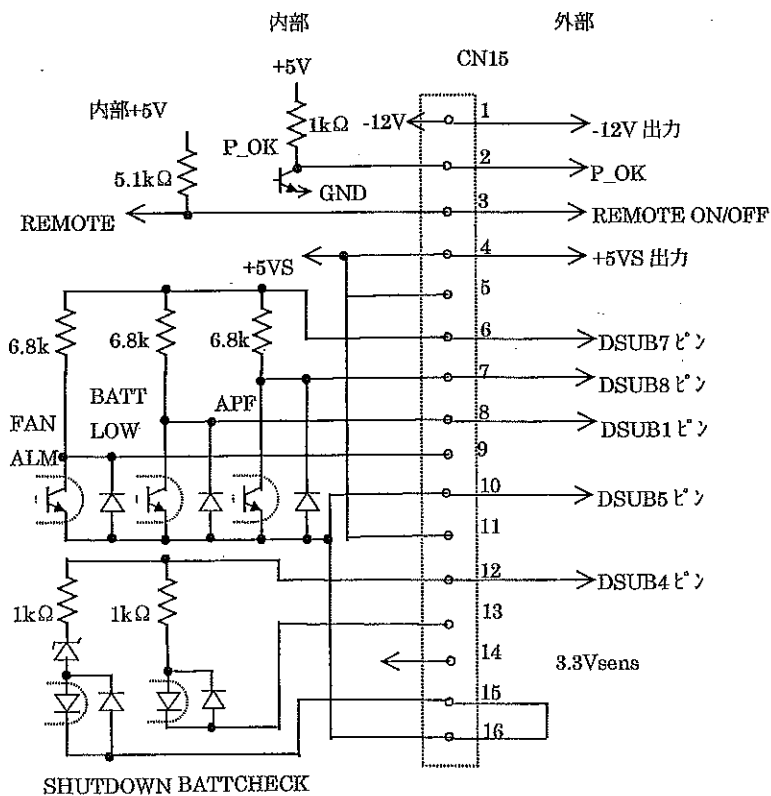 内部 外部
CN15
+5V
内部+5V
1kΩ
-12V
1
-12V 出力
P_OK
2
P_OK
5.1kΩ
GND
REMOTE
3
REMOTE ON/OFF
4
+5VS 出力
+5VS
5
6.8k
6.8k
6.8k
6
DSUB7ピン
7
DSUB8ピン
BATT
LOW
APF
8
DSUB1ピン
FAN
ALM
9
10
DSUB5ピン
11
12
DSUB4ピン
1kΩ
1kΩ
13
14
3.3Vsens
15
16
SHUTDOWN BATTCHECK